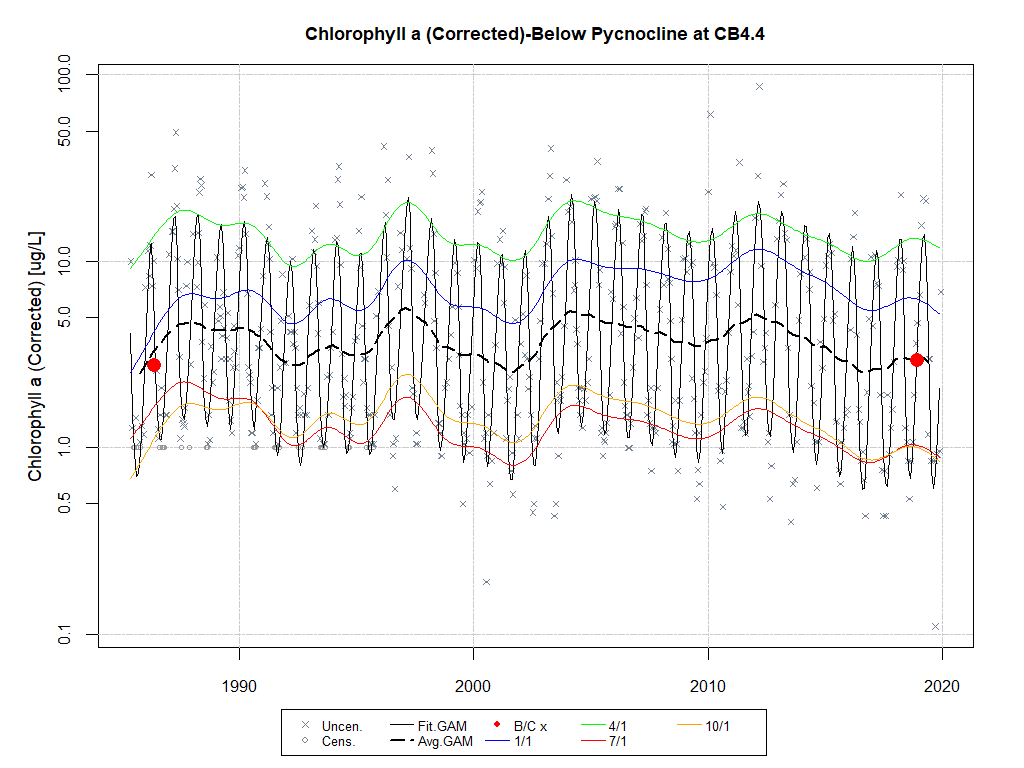 Chlorophyll a (Corrected)-Below Pycnocline at CB4.4
Chlorophyll a (Corrected) [ug/L]
100.0
50.0
10.0
5.0
1.0
0.5
0.1
1990 2000 2010 2020
Uncen. Fit.GAM B/C x 4/1 10/1
Cens. Avg.GAM 1/1 7/1